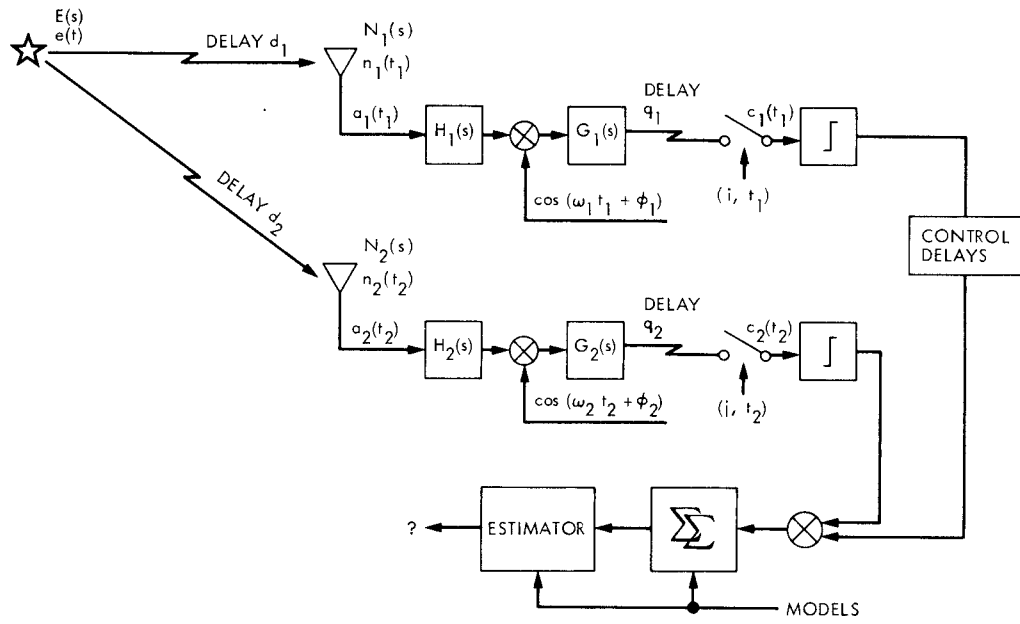 E(s)
e(t)
DELAY d₁
N₁(s)
n₁(t₁)
a₁(t₁)
H₁(s)
G₁(s)
DELAY
q₁
c₁(t₁)
(i, t₁)
cos (ω₁ t₁ + ϕ₁)
CONTROL
DELAYS
DELAY d₂
N₂(s)
n₂(t₂)
a₂(t₂)
H₂(s)
G₂(s)
DELAY
q₂
c₂(t₂)
(j, t₂)
cos (ω₂ t₂ + ϕ₂)
?
ESTIMATOR
ΣΣ
MODELS